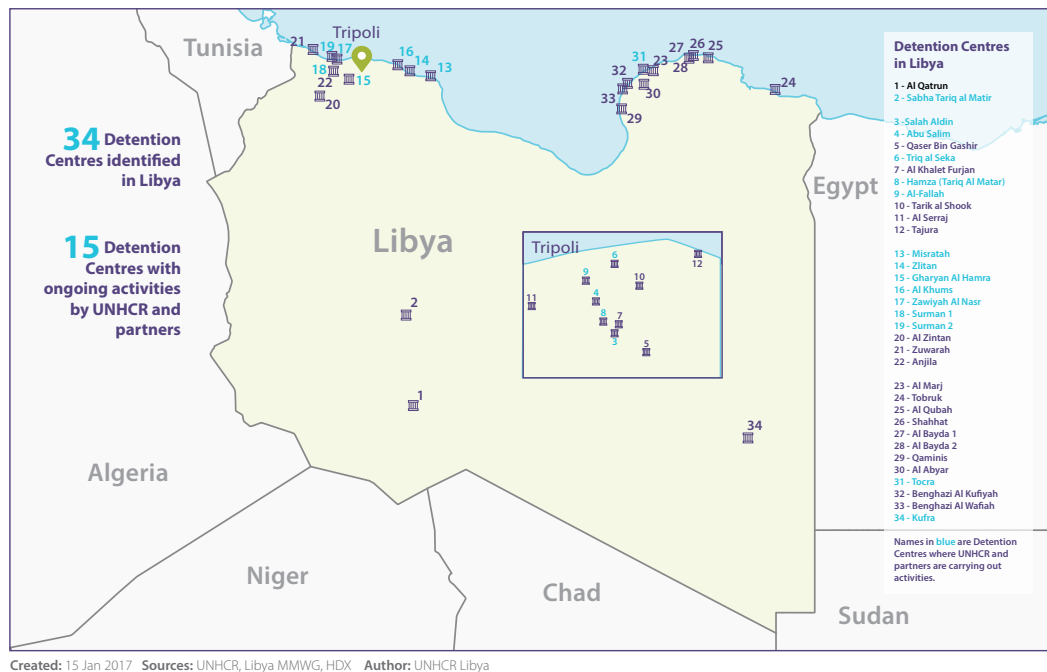 Tunisia
Tripoli
21
19
17
18
22
15
20
16
14
13
31
23
27
26
25
28
32
30
33
29
24
34 Detention
Centres identified
in Libya
15 Detention
Centres with
ongoing activities
by UNHCR and
partners
Libya
Egypt
Algeria
Niger
Chad
Sudan
2
1
34
Tripoli
6
12
9
10
4
11
8
7
3
5
Detention Centres
in Libya
1 - Al Qatrun
2 - Sabha Tariq al Matir
3 -Salah Aldin
4 - Abu Salim
5 - Qaser Bin Gashir
6 - Triq al Seka
7 - Al Khalet Furjan
8 - Hamza (Tariq Al Matar)
9 - Al-Fallah
10 - Tarik al Shook
11 - Al Serraj
12 - Tajura
13 - Misratah
14 - Zlitan
15 - Gharyan Al Hamra
16 - Al Khums
17 - Zawiyah Al Nasr
18 - Surman 1
19 - Surman 2
20 - Al Zintan
21 - Zuwarah
22 - Anjila
23 - Al Marj
24 - Tobruk
25 - Al Qubah
26 - Shahhat
27 - Al Bayda 1
28 - Al Bayda 2
29 - Qaminis
30 - Al Abyar
31 - Tocra
32 - Benghazi Al Kufiyah
33 - Benghazi Al Wafiah
34 - Kufra
Names in blue are Detention
Centres where UNHCR and
partners are carrying out
activities.
Created: 15 Jan 2017 Sources: UNHCR, Libya MMWG, HDX Author: UNHCR Libya